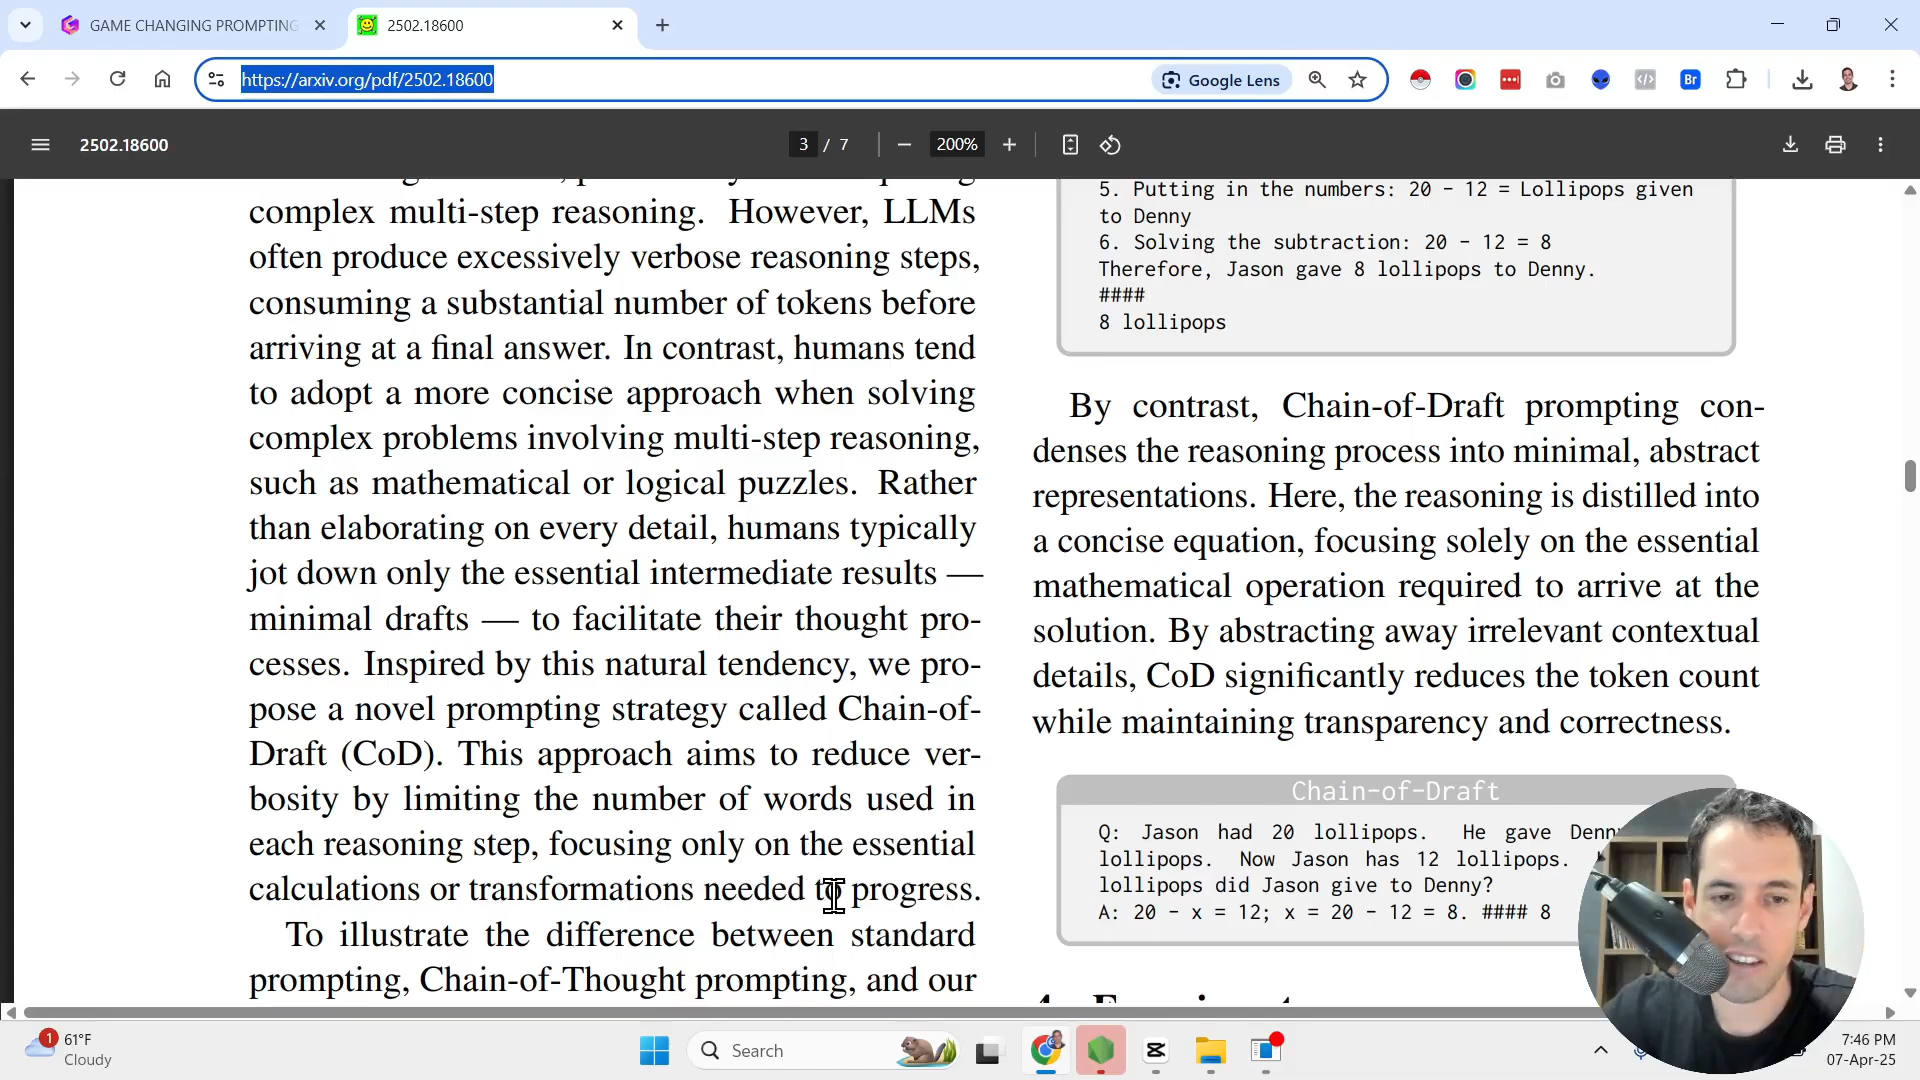 GAME CHANGING PROMPTING
2502.18600
https://arxiv.org/pdf/2502.18600
Google Lens
Br
2502.18600
3 / 7
200%
complex multi-step reasoning. However, LLMs
often produce excessively verbose reasoning steps,
consuming a substantial number of tokens before
arriving at a final answer. In contrast, humans tend
to adopt a more concise approach when solving
complex problems involving multi-step reasoning,
such as mathematical or logical puzzles. Rather
than elaborating on every detail, humans typically
jot down only the essential intermediate results —
minimal drafts — to facilitate their thought pro-
cesses. Inspired by this natural tendency, we pro-
pose a novel prompting strategy called Chain-of-
Draft (CoD). This approach aims to reduce ver-
bosity by limiting the number of words used in
each reasoning step, focusing only on the essential
calculations or transformations needed to progress.
To illustrate the difference between standard
prompting, Chain-of-Thought prompting, and our
5. Putting in the numbers: 20 - 12 = Lollipops given
to Denny
6. Solving the subtraction: 20 - 12 = 8
Therefore, Jason gave 8 lollipops to Denny.
####
8 lollipops
By contrast, Chain-of-Draft prompting con-
denses the reasoning process into minimal, abstract
representations. Here, the reasoning is distilled into
a concise equation, focusing solely on the essential
mathematical operation required to arrive at the
solution. By abstracting away irrelevant contextual
details, CoD significantly reduces the token count
while maintaining transparency and correctness.
Chain-of-Draft
Q: Jason had 20 lollipops. He gave
lollipops. Now Jason has 12 lollipops.
lollipops did Jason give to Denny?
A: 20 - x = 12; x = 20 - 12 = 8. #### 8
1
61°F
Cloudy
Search
7:46 PM
07-Apr-25